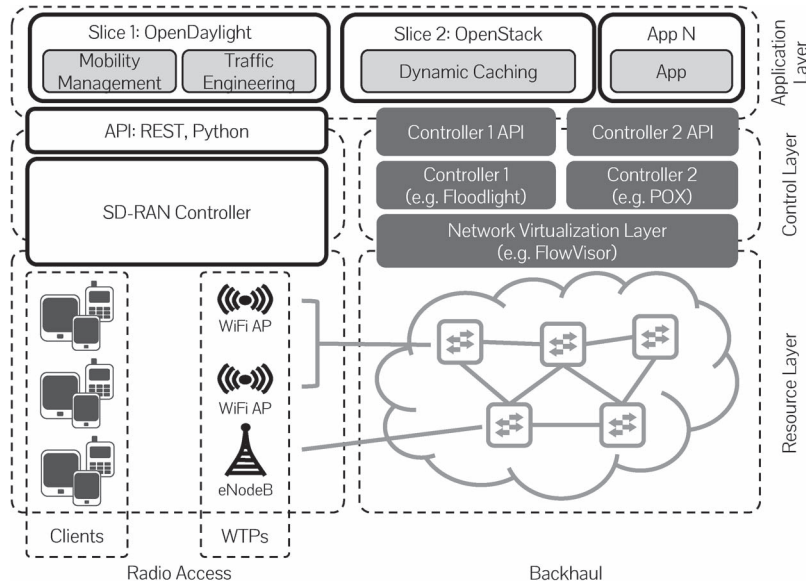 Slice 1: OpenDaylight
Mobility
Management
Traffic
Engineering
Slice 2: OpenStack
Dynamic Caching
App N
App
Application
Layer
API: REST, Python
SD-RAN Controller
Controller 1 API
Controller 2 API
Controller 1
(e.g. Floodlight)
Controller 2
(e.g. POX)
Network Virtualization Layer
(e.g. FlowVisor)
Control Layer
WiFi AP
WiFi AP
eNodeB
Resource Layer
Clients
WTPs
Radio Access
Backhaul